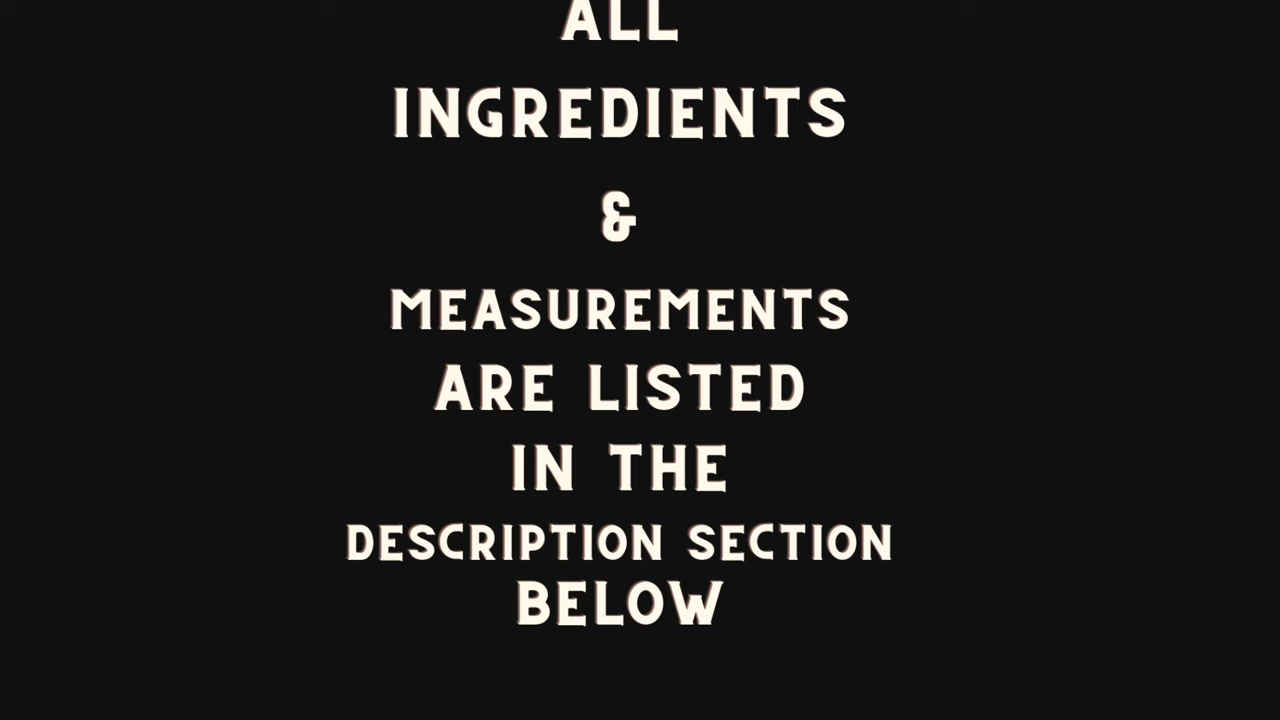 ALL
INGREDIENTS
&
MEASUREMENTS
ARE LISTED
IN THE
DESCRIPTION SECTION
BELOW